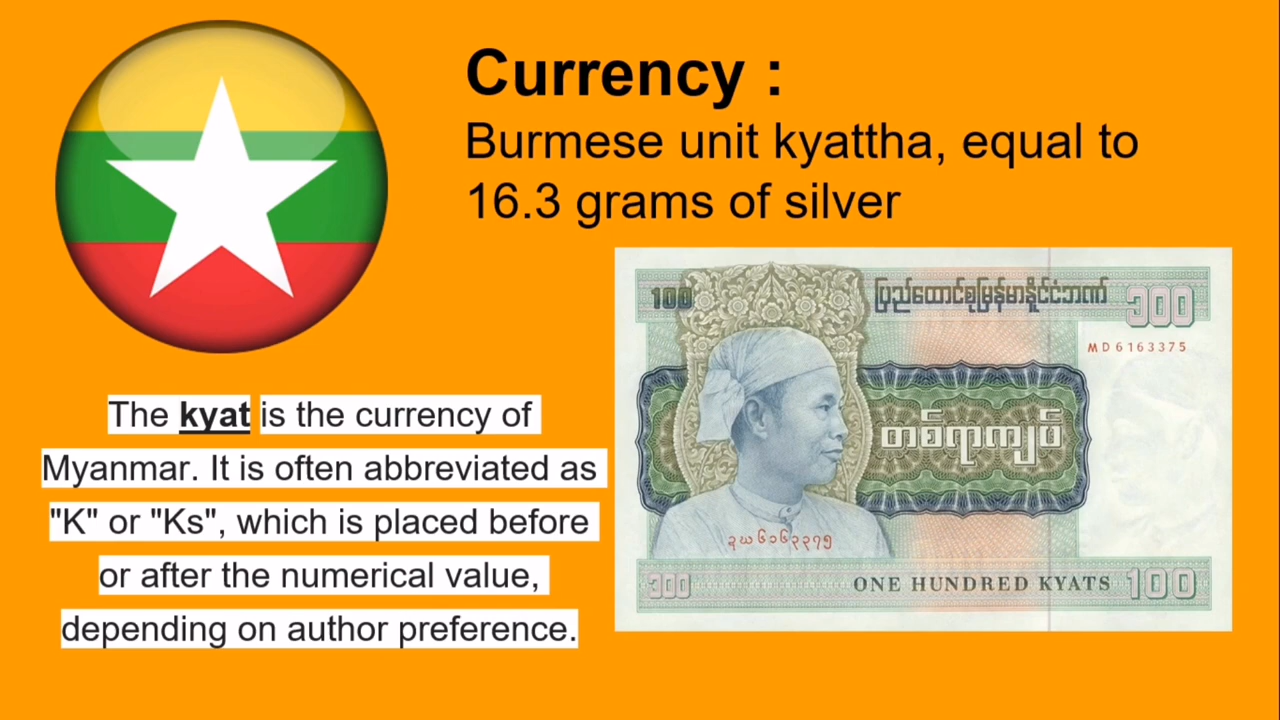 Currency :
Burmese unit kyattha, equal to
16.3 grams of silver
The kyat is the currency of
Myanmar. It is often abbreviated as
"K" or "Ks", which is placed before
or after the numerical value,
depending on author preference.
100 ပြည်ထောင်စုမြန်မာနိုင်ငံဘဏ် ၁၀၀
MD6163375
တစ်ရာကျပ်
၁၀၀ ONE HUNDRED KYATS 100